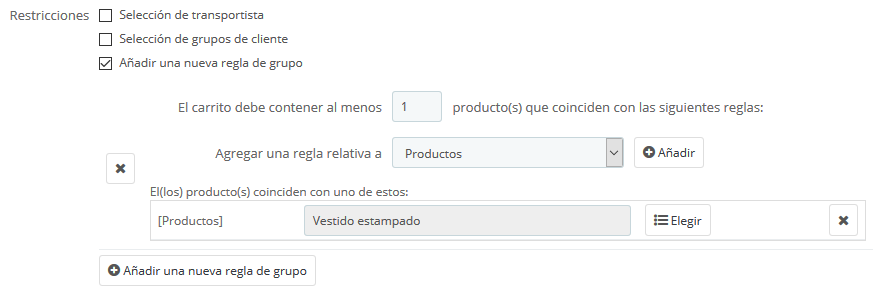 Restricciones Selección de transportista
Selección de grupos de cliente
Añadir una nueva regla de grupo
El carrito debe contener al menos 1 producto(s) que coinciden con las siguientes reglas:
Agregar una regla relativa a Productos Añadir
El(los) producto(s) coinciden con uno de estos:
[Productos] Vestido estampado Elegir
Añadir una nueva regla de grupo